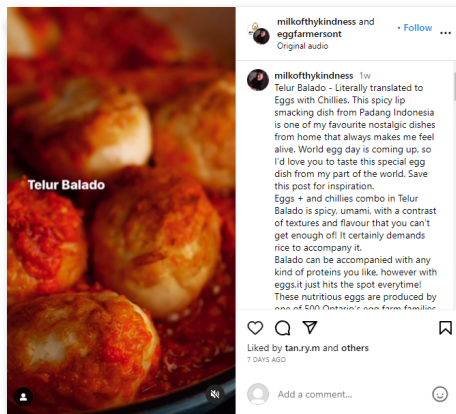 Telur Balado
milkofthykindness and
eggfarmersont
Original audio
• Follow
milkofthykindness 1w
Telur Balado - Literally translated to
Eggs with Chillies. This spicy lip
smacking dish from Padang Indonesia
is one of my favourite nostalgic dishes
from home that always makes me feel
alive. World egg day is coming up, so
I'd love you to taste this special egg
dish from my part of the world. Save
this post for inspiration.
Eggs + and chillies combo in Telur
Balado is spicy, umami, with a contrast
of textures and flavour that you can't
get enough of! It certainly demands
rice to accompany it.
Balado can be accompanied with any
kind of proteins you like, however with
eggs.it just hits the spot everytime!
These nutritious eggs are produced by
one of 500 Ontario's egg farm families
Liked by tan.ry.m and others
7 DAYS AGO
Add a comment...